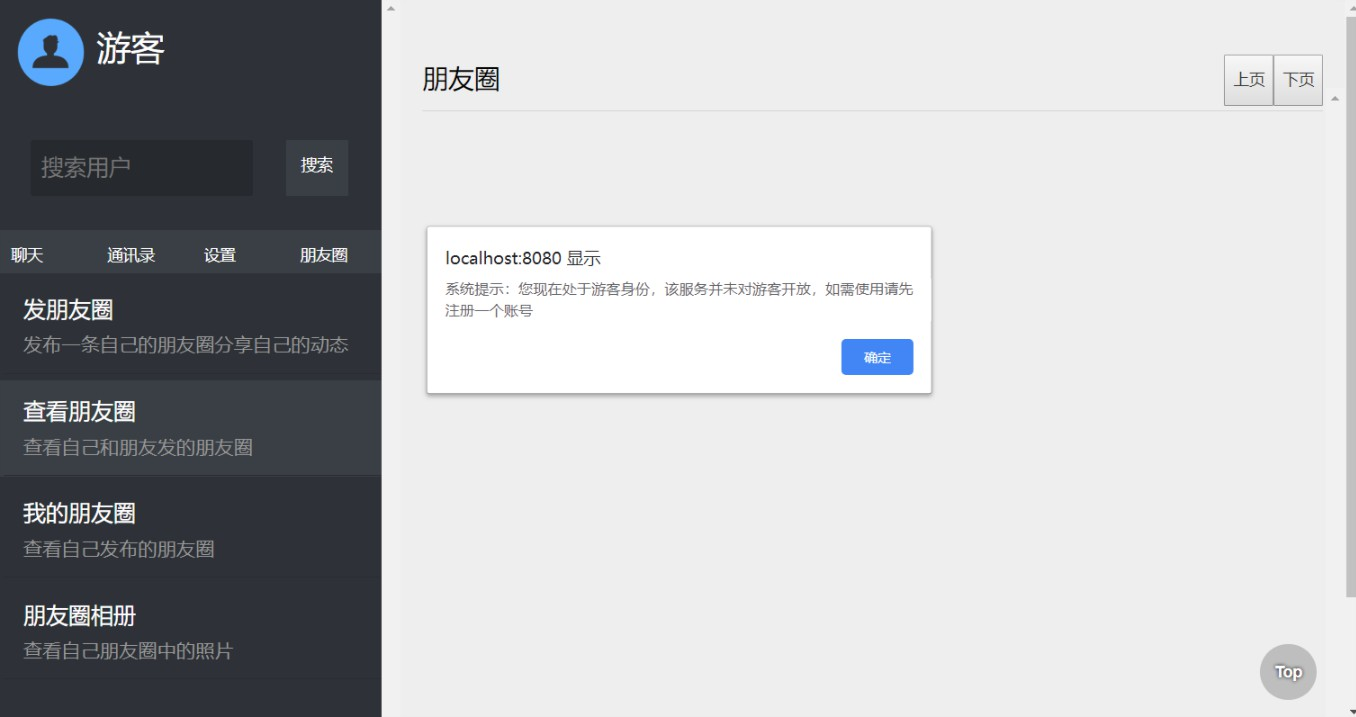 游客
搜索用户
搜索
聊天 通讯录 设置 朋友圈
发朋友圈
发布一条自己的朋友圈分享自己的动态
查看朋友圈
查看自己和朋友发的朋友圈
我的朋友圈
查看自己发布的朋友圈
朋友圈相册
查看自己朋友圈中的照片
朋友圈
上页 下页
localhost:8080 显示
系统提示：您现在处于游客身份，该服务并未对游客开放，如需使用请先
注册一个账号
确定
Top